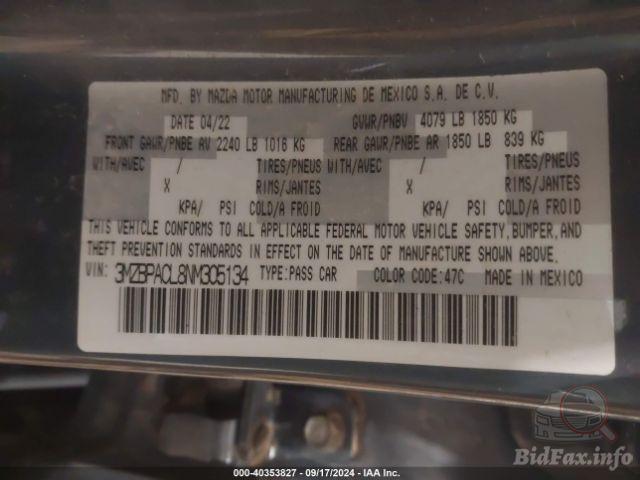 MFD. BY MAZDA MOTOR MANUFACTURING DE MEXICO S.A. DE C.V.
DATE 04/22 GVWR/PNBV 4079 LB 1850 KG
FRONT GAWR/PNBE AV 2240 LB 1016 KG REAR GAWR/PNBE AR 1850 LB 839 KG
WITH/AVEC / TIRES/PNEUS WITH/AVEC / TIRES/PNEUS
X RIMS/JANTES X RIMS/JANTES
KPA/ PSI COLD/A FROID KPA/ PSI COLD/A FROID
THIS VEHICLE CONFORMS TO ALL APPLICABLE FEDERAL MOTOR VEHICLE SAFETY, BUMPER, AND
THEFT PREVENTION STANDARDS IN EFFECT ON THE DATE OF MANUFACTURE SHOWN ABOVE.
VIN: 3MZBPACL8NM305134 TYPE:PASS CAR COLOR CODE:47C MADE IN MEXICO
BidFax.info
000-40353827 - 09/17/2024 - IAA Inc.